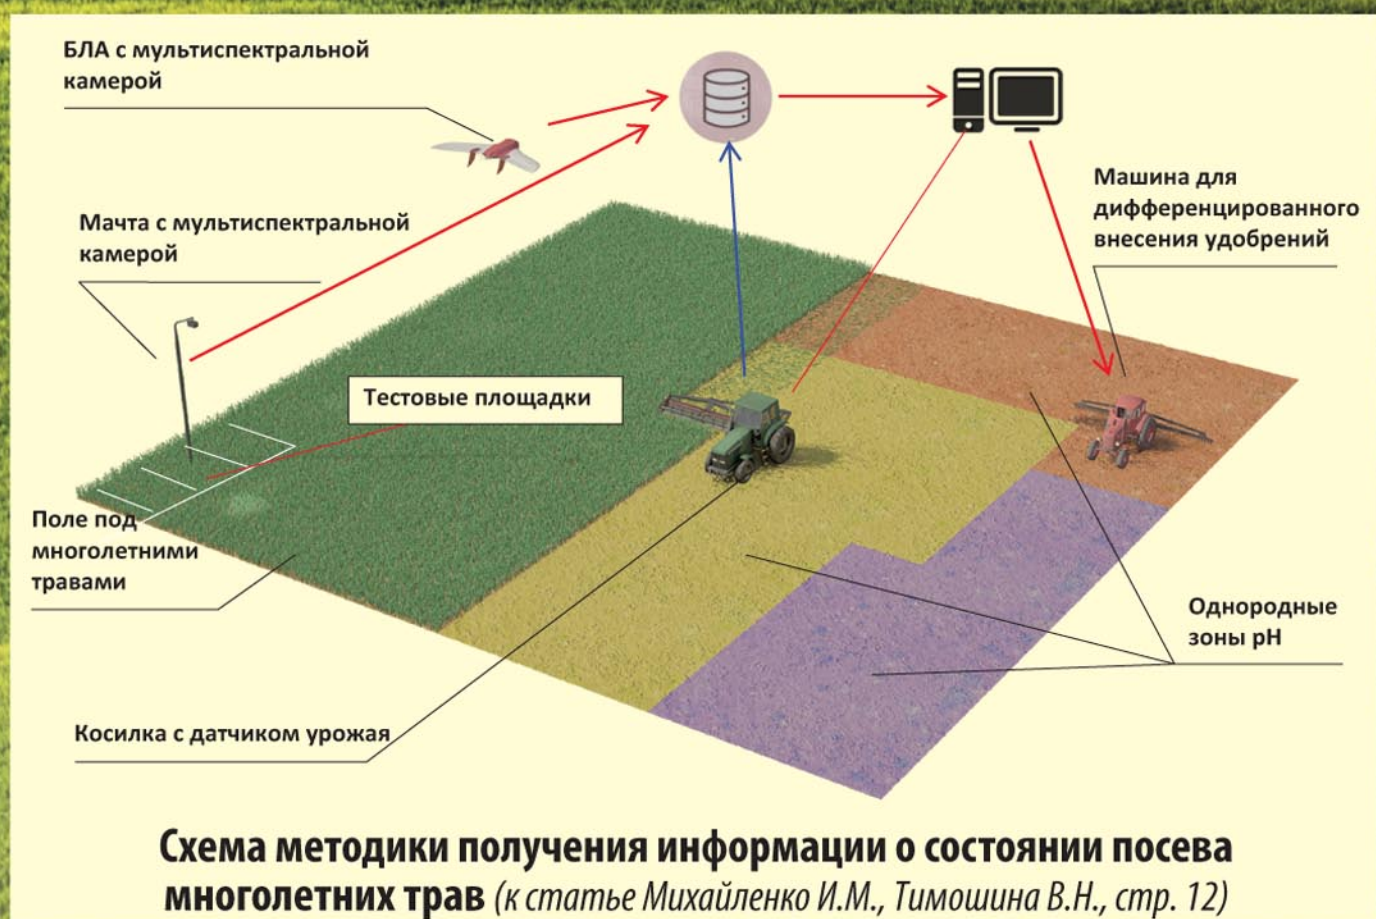 БЛА с мультиспектральной
камерой
Мачта с мультиспектральной
камерой
Машина для
дифференцированного
внесения удобрений
Тестовые площадки
Поле под
многолетними
травами
Однородные
зоны pH
Косилка с датчиком урожая
Схема методики получения информации о состоянии посева
многолетних трав (к статье Михайленко И.М., Тимошина В.Н., стр. 12)